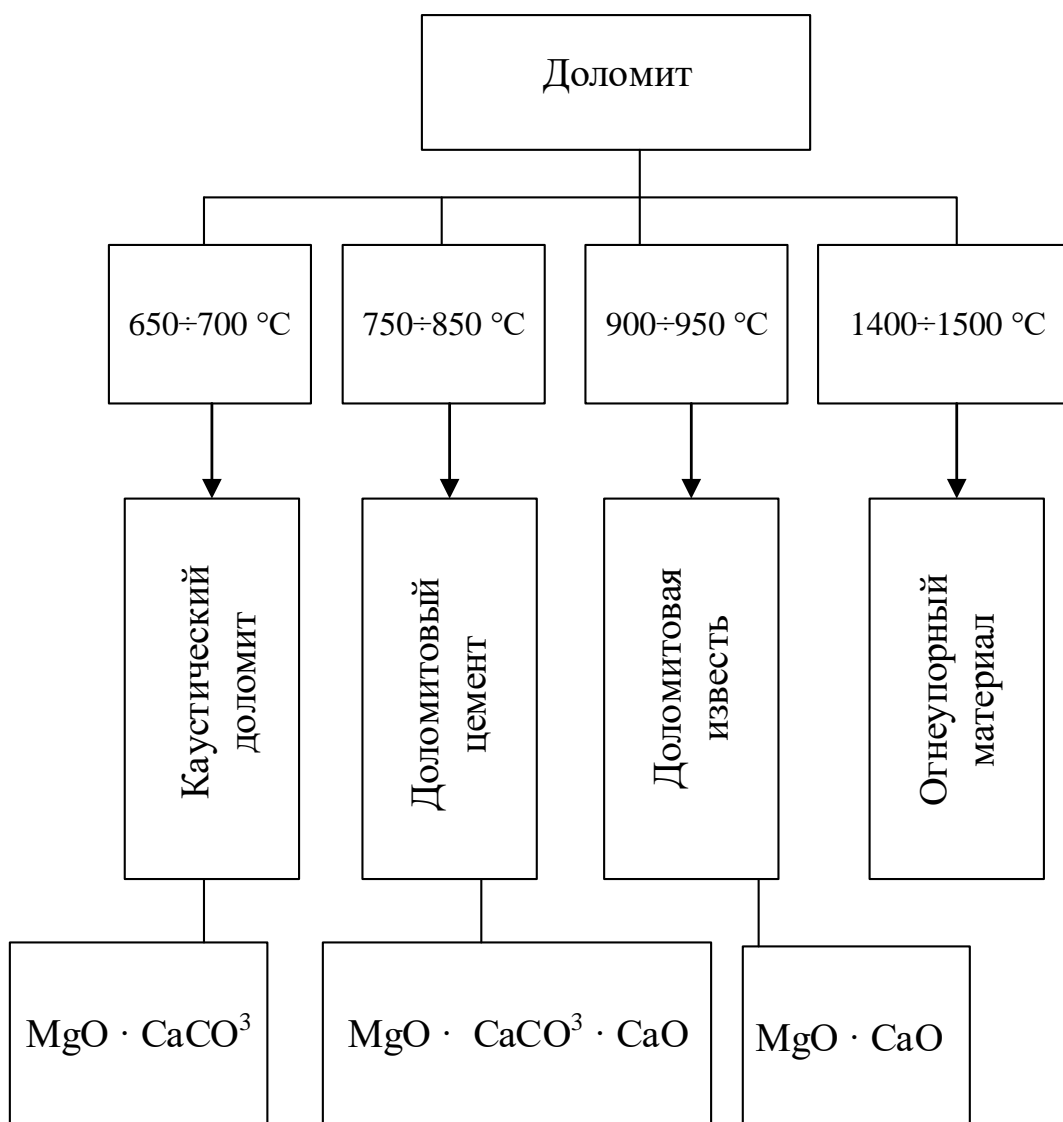 Доломит
650÷700 °C
750÷850 °C
900÷950 °C
1400÷1500 °C
Каустический
доломит
Доломитовый
цемент
Доломитовая
известь
Огнеупорный
материал
MgO · CaCO³
MgO · CaCO³ · CaO
MgO · CaO